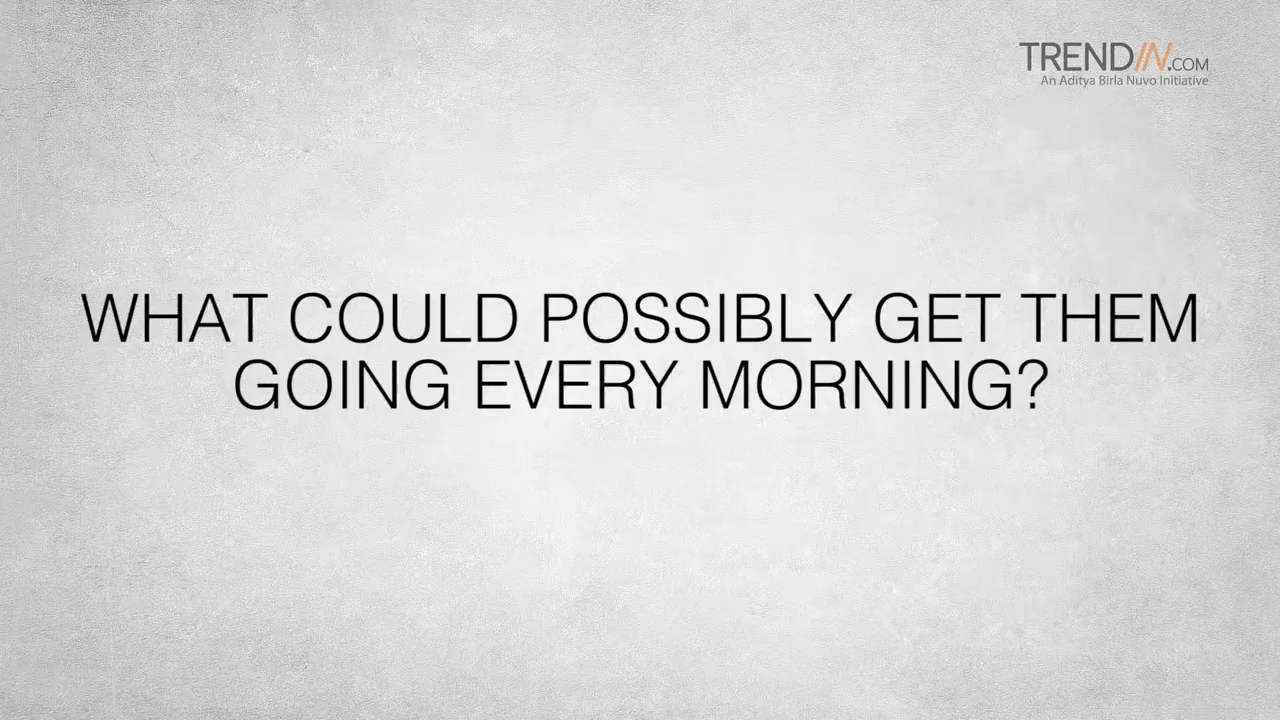 TRENDIN.COM
An Aditya Birla Nuvo Initiative
WHAT COULD POSSIBLY GET THEM
GOING EVERY MORNING?